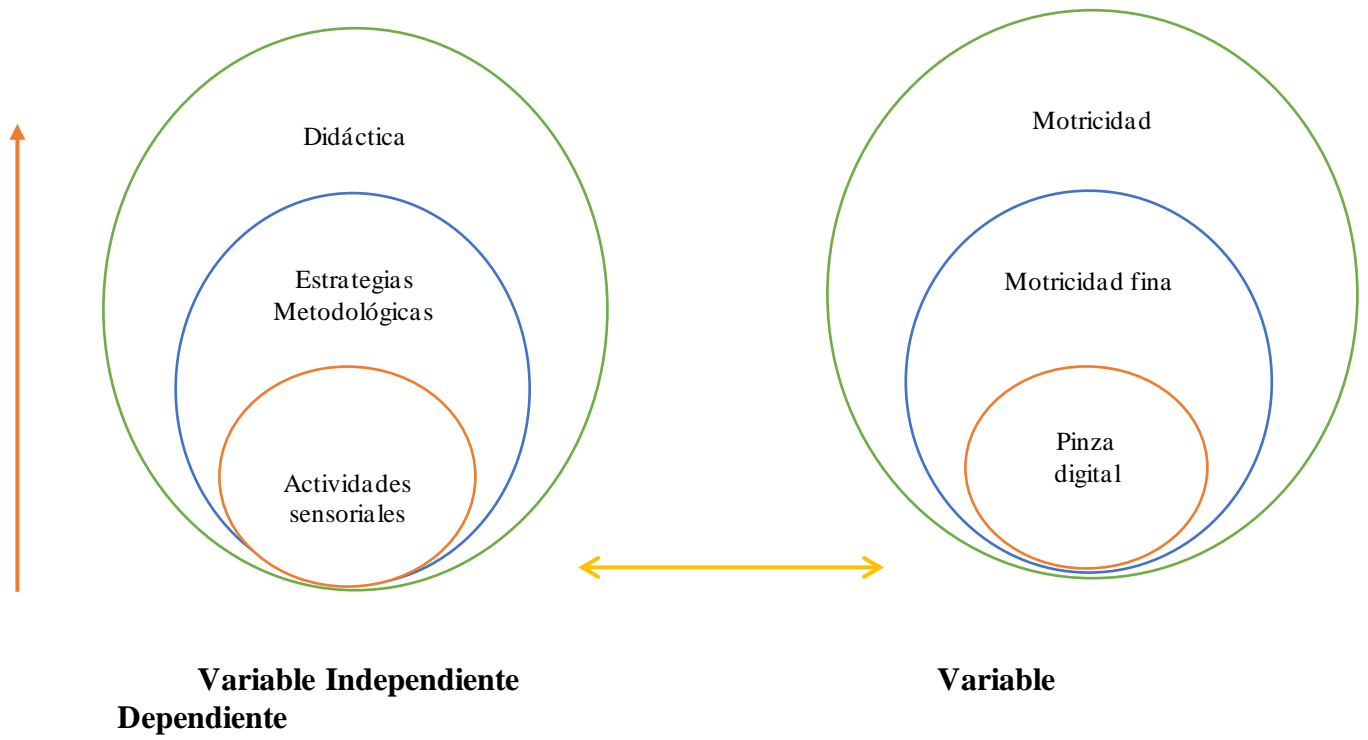 Didáctica
Estrategias
Metodológicas
Actividades
sensoriales
Motricidad
Motricidad fina
Pinza
digital
Variable Independiente Variable
Dependiente